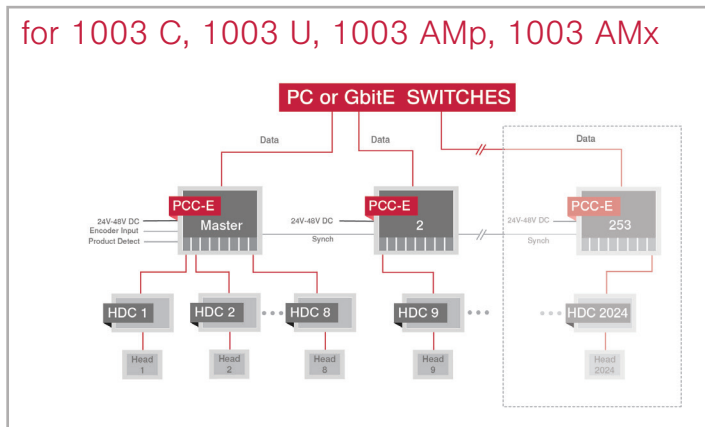 for 1003 C, 1003 U, 1003 AMp, 1003 AMx
PC or GbitE SWITCHES
Data
Data
Data
PCC-E
Master
24V-48V DC
Encoder Input
Product Detect
PCC-E
2
24V-48V DC
Synch
PCC-E
253
24V-48V DC
Synch
HDC 1
HDC 2
HDC 8
HDC 9
HDC 2024
Head
1
Head
2
Head
8
Head
9
Head
2024